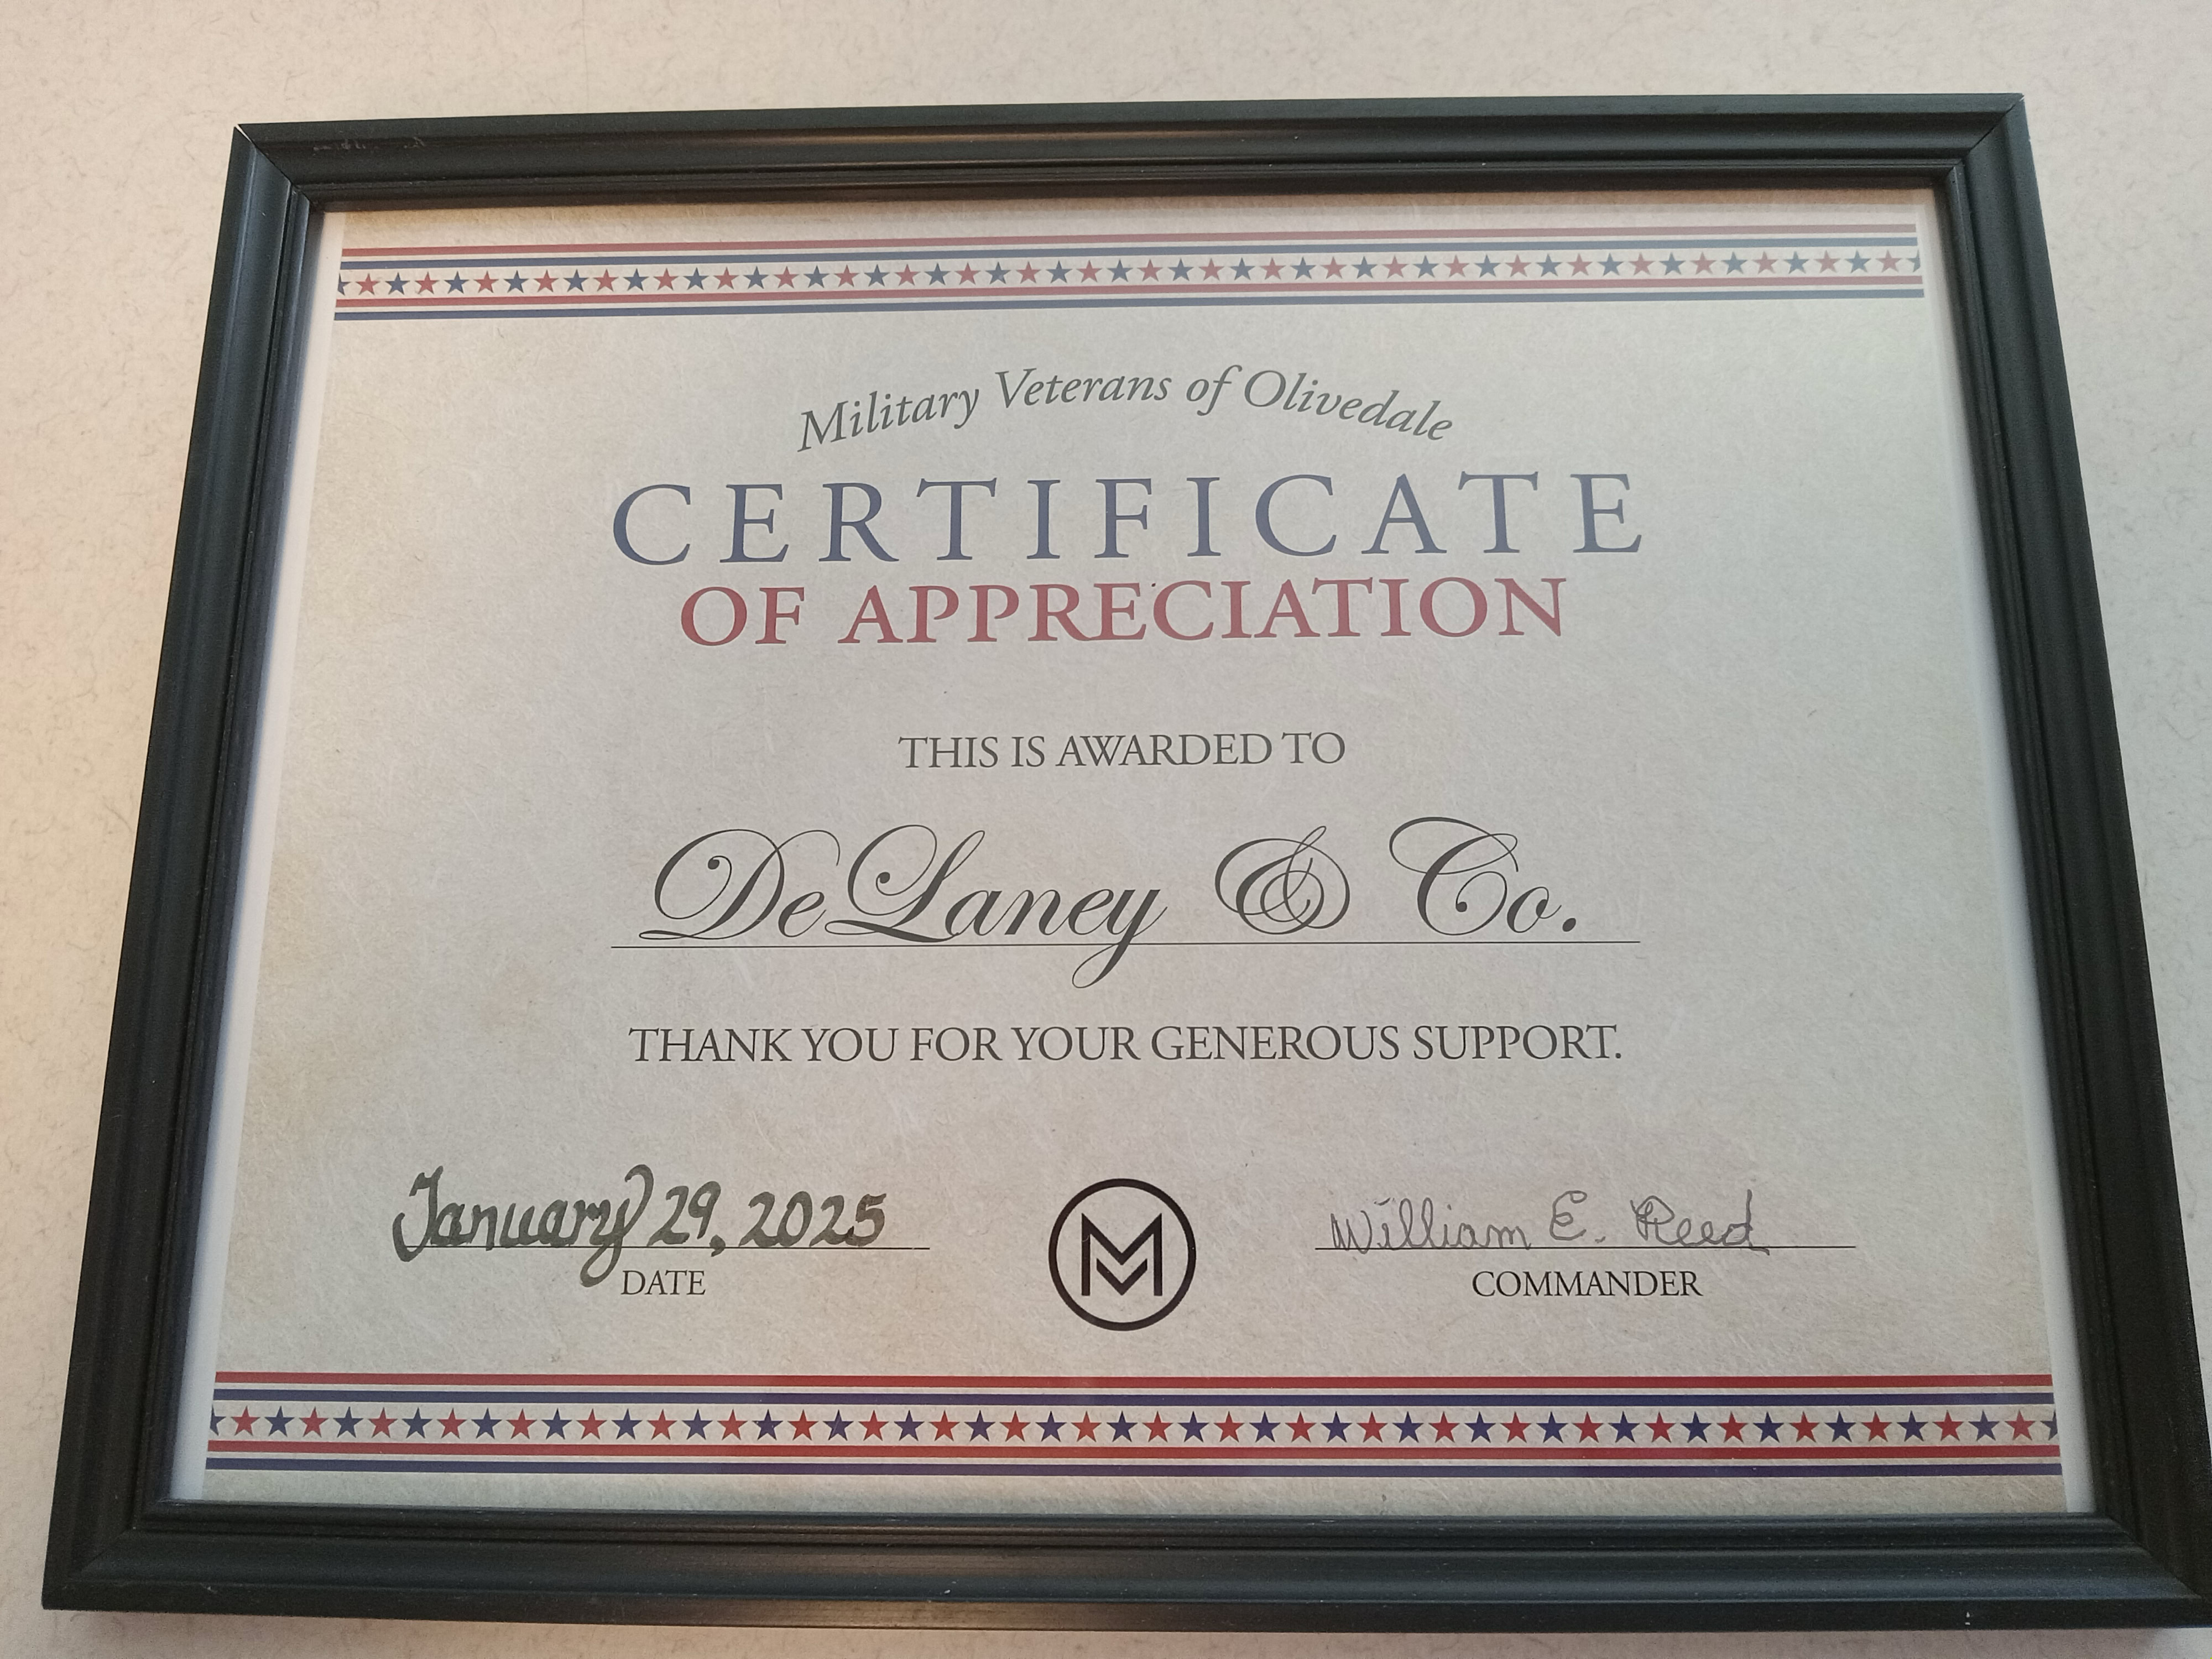 Military Veterans of Olivedale
CERTIFICATE
OF APPRECIATION
THIS IS AWARDED TO
DeLaney & Co.
THANK YOU FOR YOUR GENEROUS SUPPORT.
January 29, 2025
DATE
M
William E. Reed
COMMANDER